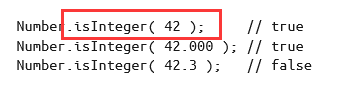 Number.isInteger( 42 );     // true
Number.isInteger( 42.000 ); // true
Number.isInteger( 42.3 );   // false